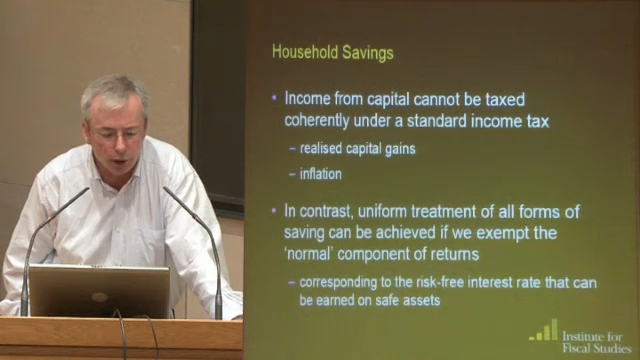 Household Savings
• Income from capital cannot be taxed
coherently under a standard income tax
– realised capital gains
– inflation
• In contrast, uniform treatment of all forms of
saving can be achieved if we exempt the
'normal' component of returns
– corresponding to the risk-free interest rate that can
be earned on safe assets
Institute for
Fiscal Studies